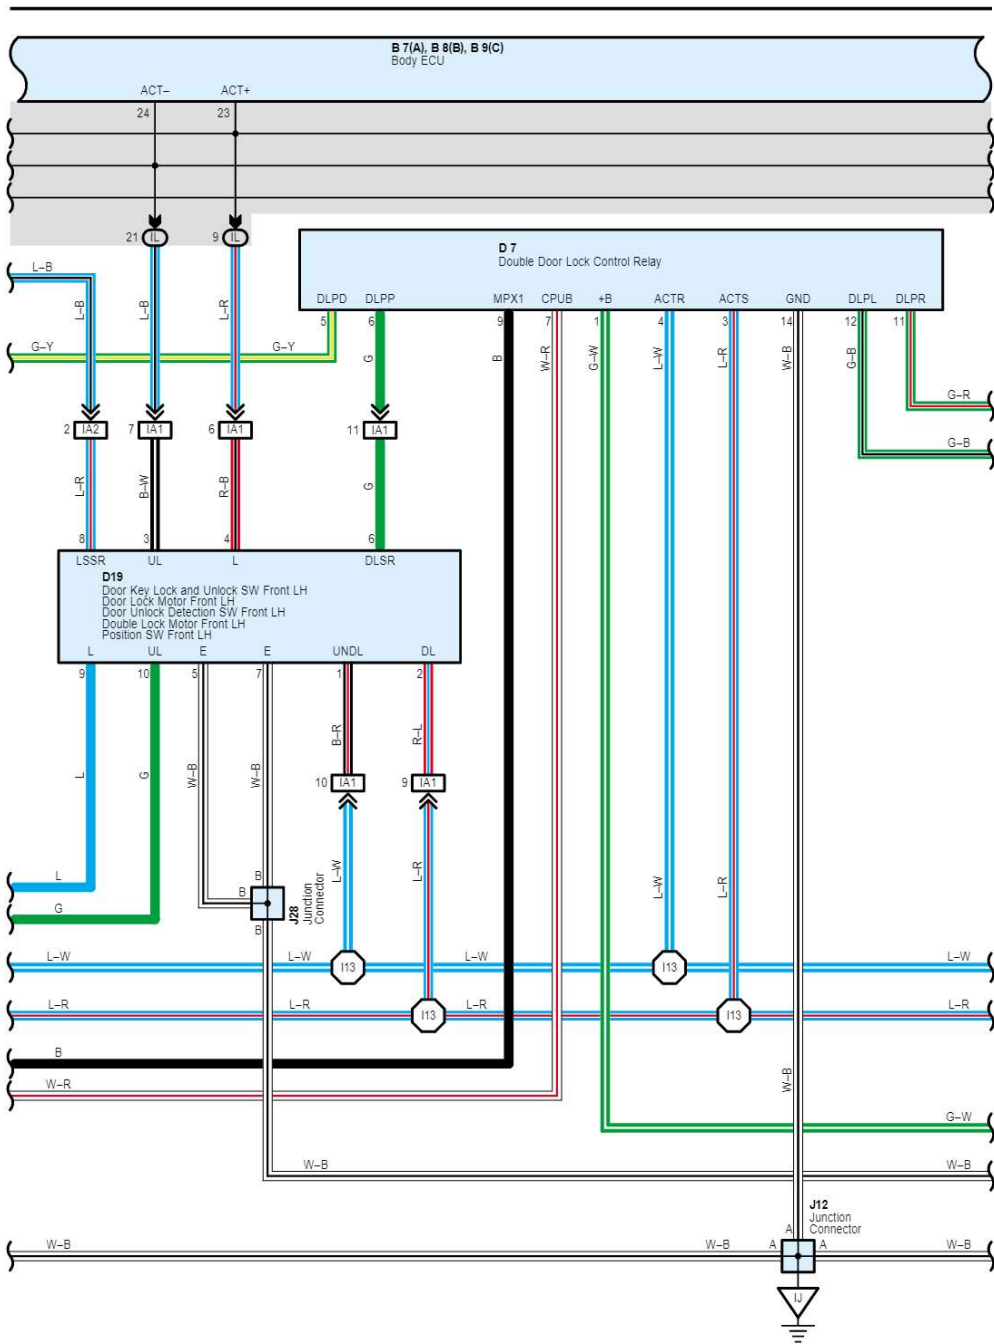 B 7(A), B 8(B), B 9(C)
Body ECU
ACT– ACT+
24 23
21 IL 9 IL
D 7
Double Door Lock Control Relay
L–B
DLPD DLPP MPX1 CPUB +B ACTR ACTS GND DLPL DLPR
5 6 9 7 1 4 3 14 12 11
L–B L–B L–R
G–Y G–Y
G B W–R G–W L–W L–R W–B G–B
G–R
G–B
2 IA2 7 IA1 6 IA1 11 IA1
L–R B–W R–B G
8 3 4 6
LSSR UL L DLSR
D19
Door Key Lock and Unlock SW Front LH
Door Lock Motor Front LH
Door Unlock Detection SW Front LH
Double Lock Motor Front LH
Position SW Front LH
L UL E E UNDL DL
9 10 5 7 1 2
B–R R–L
L G W–B W–B
10 IA1 9 IA1
L–W L–R L–W L–R
L
B
B
J28
Junction
Connector
G
B
L–W L–W I13 L–W I13 L–W
L–R L–R I13 L–R I13 L–R
B
W–B
W–R
G–W
W–B W–B
J12
Junction
Connector
A
W–B W–B A A W–B
IJ